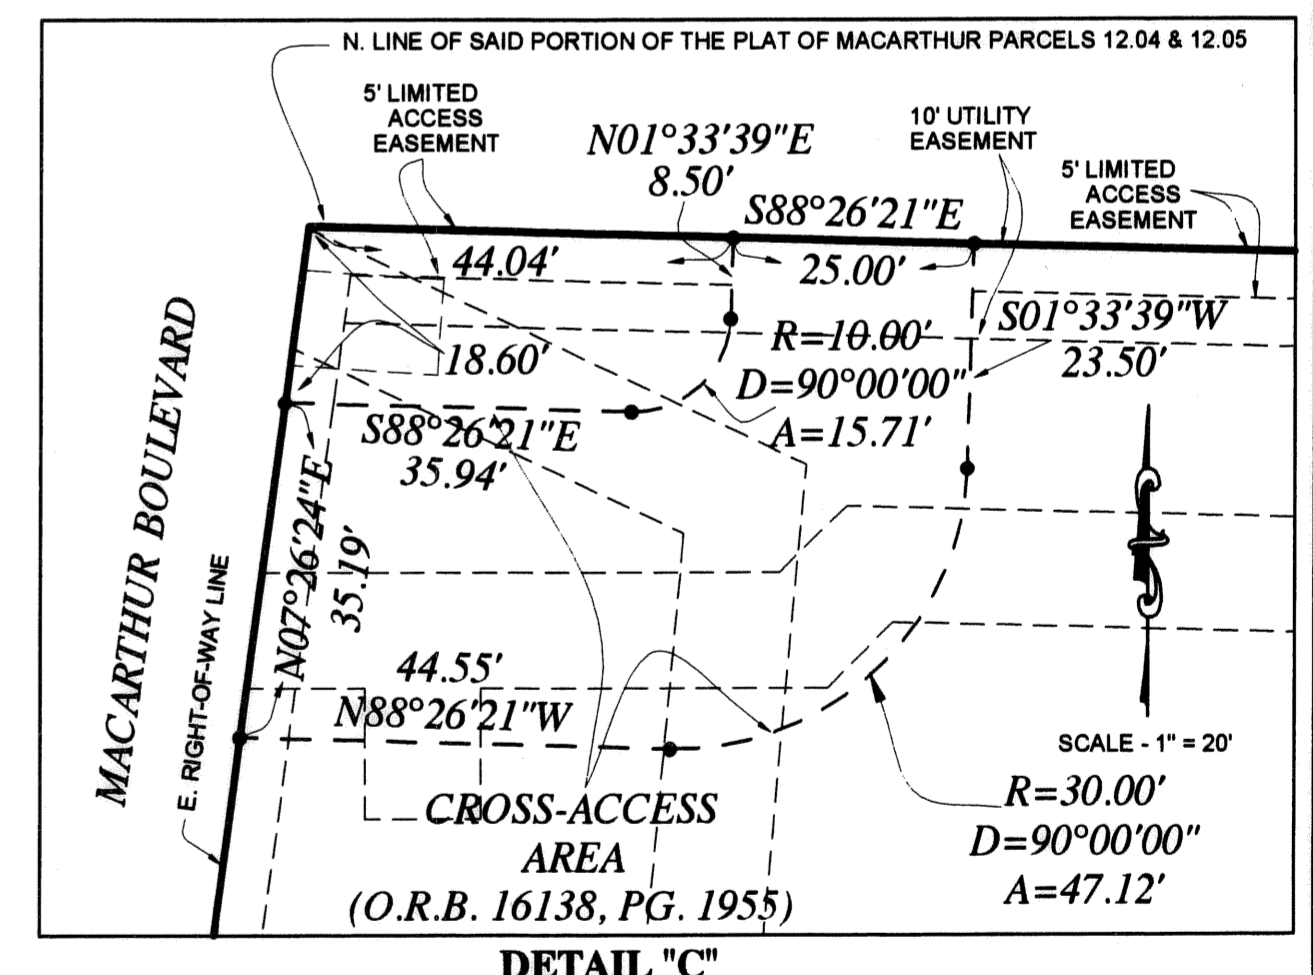 N. LINE OF SAID PORTION OF THE PLAT OF MACARTHUR PARCELS 12.04 & 12.05
5' LIMITED
ACCESS
EASEMENT
N01°33'39"E
8.50'
10' UTILITY
EASEMENT
5' LIMITED
ACCESS
EASEMENT
S88°26'21"E
25.00'
44.04'
18.60'
R=10.00'
D=90°00'00"
A=15.71'
S01°33'39"W
23.50'
S88°26'21"E
35.94'
MACARTHUR BOULEVARD
E. RIGHT-OF-WAY LINE
N07°26'24"E
35.19'
44.55'
N88°26'21"W
SCALE - 1" = 20'
R=30.00'
D=90°00'00"
A=47.12'
CROSS-ACCESS
AREA
(O.R.B. 16138, PG. 1955)
DETAIL "C"